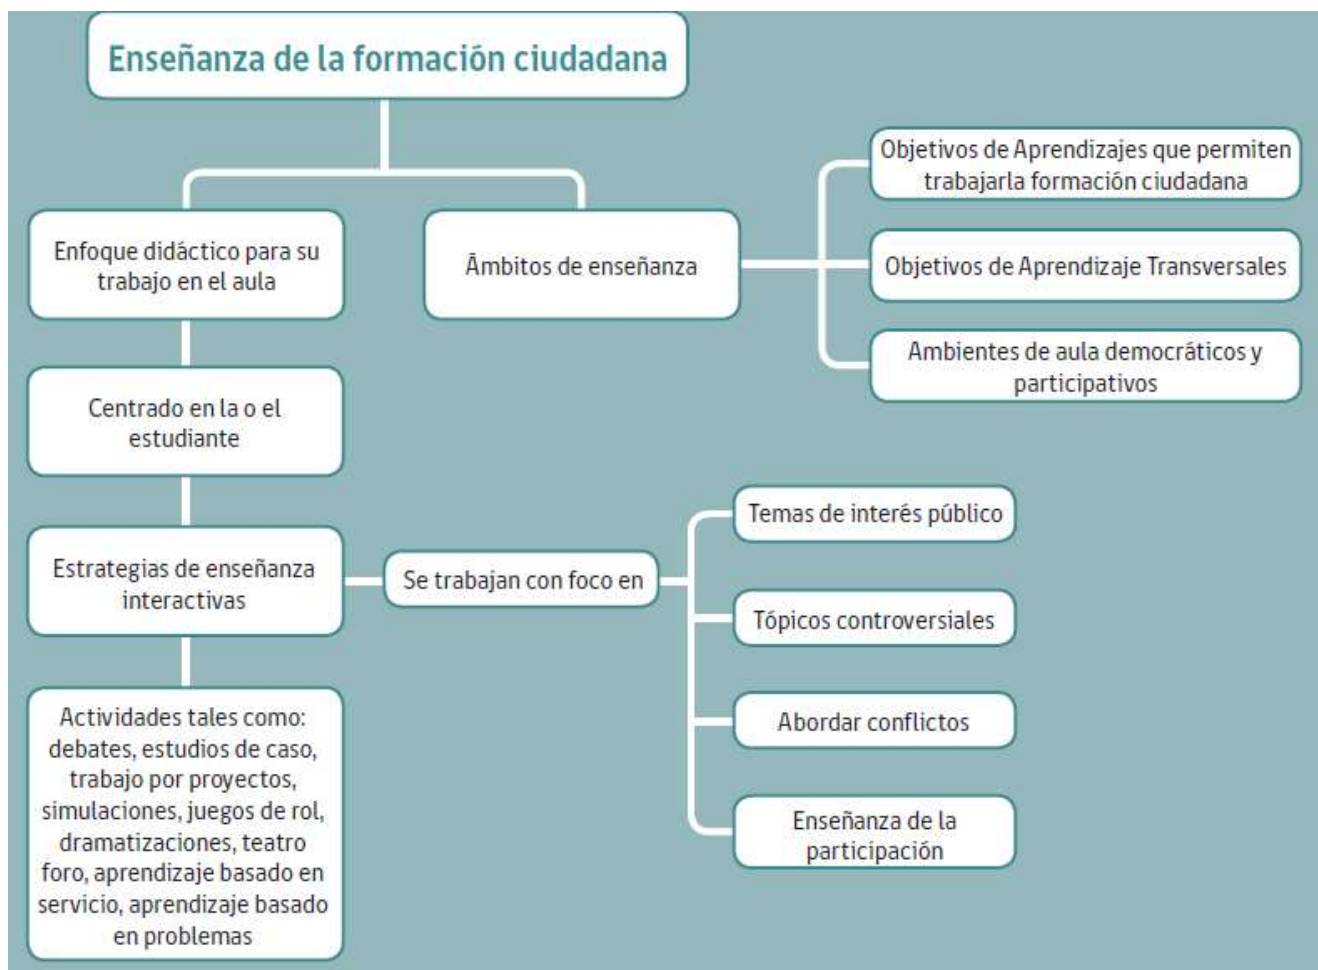 Enseñanza de la formación ciudadana
Enfoque didáctico para su
trabajo en el aula
Ámbitos de enseñanza
Objetivos de Aprendizajes que permiten
trabajarla formación ciudadana
Objetivos de Aprendizaje Transversales
Ambientes de aula democráticos y
participativos
Centrado en la o el
estudiante
Estrategias de enseñanza
interactivas
Se trabajan con foco en
Temas de interés público
Tópicos controversiales
Abordar conflictos
Enseñanza de la
participación
Actividades tales como:
debates, estudios de caso,
trabajo por proyectos,
simulaciones, juegos de rol,
dramatizaciones, teatro
foro, aprendizaje basado en
servicio, aprendizaje basado
en problemas